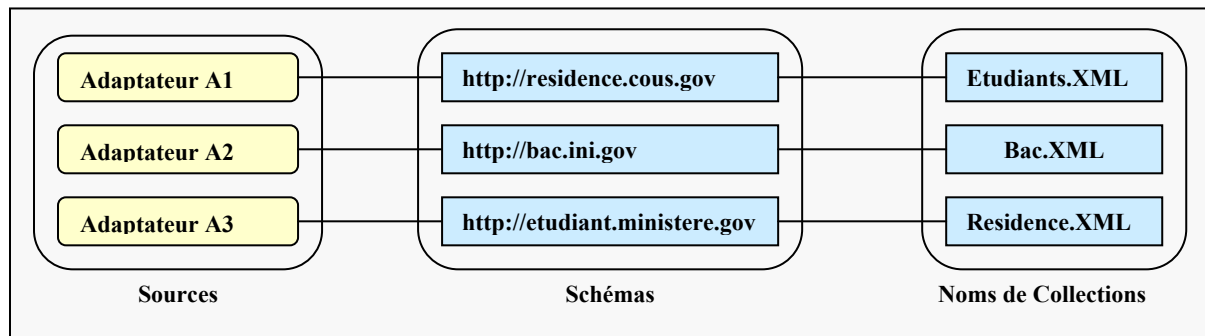 Adaptateur A1
http://residence.cous.gov
Etudiants.XML
Adaptateur A2
http://bac.ini.gov
Bac.XML
Adaptateur A3
http://etudiant.ministere.gov
Residence.XML
Sources
Schémas
Noms de Collections